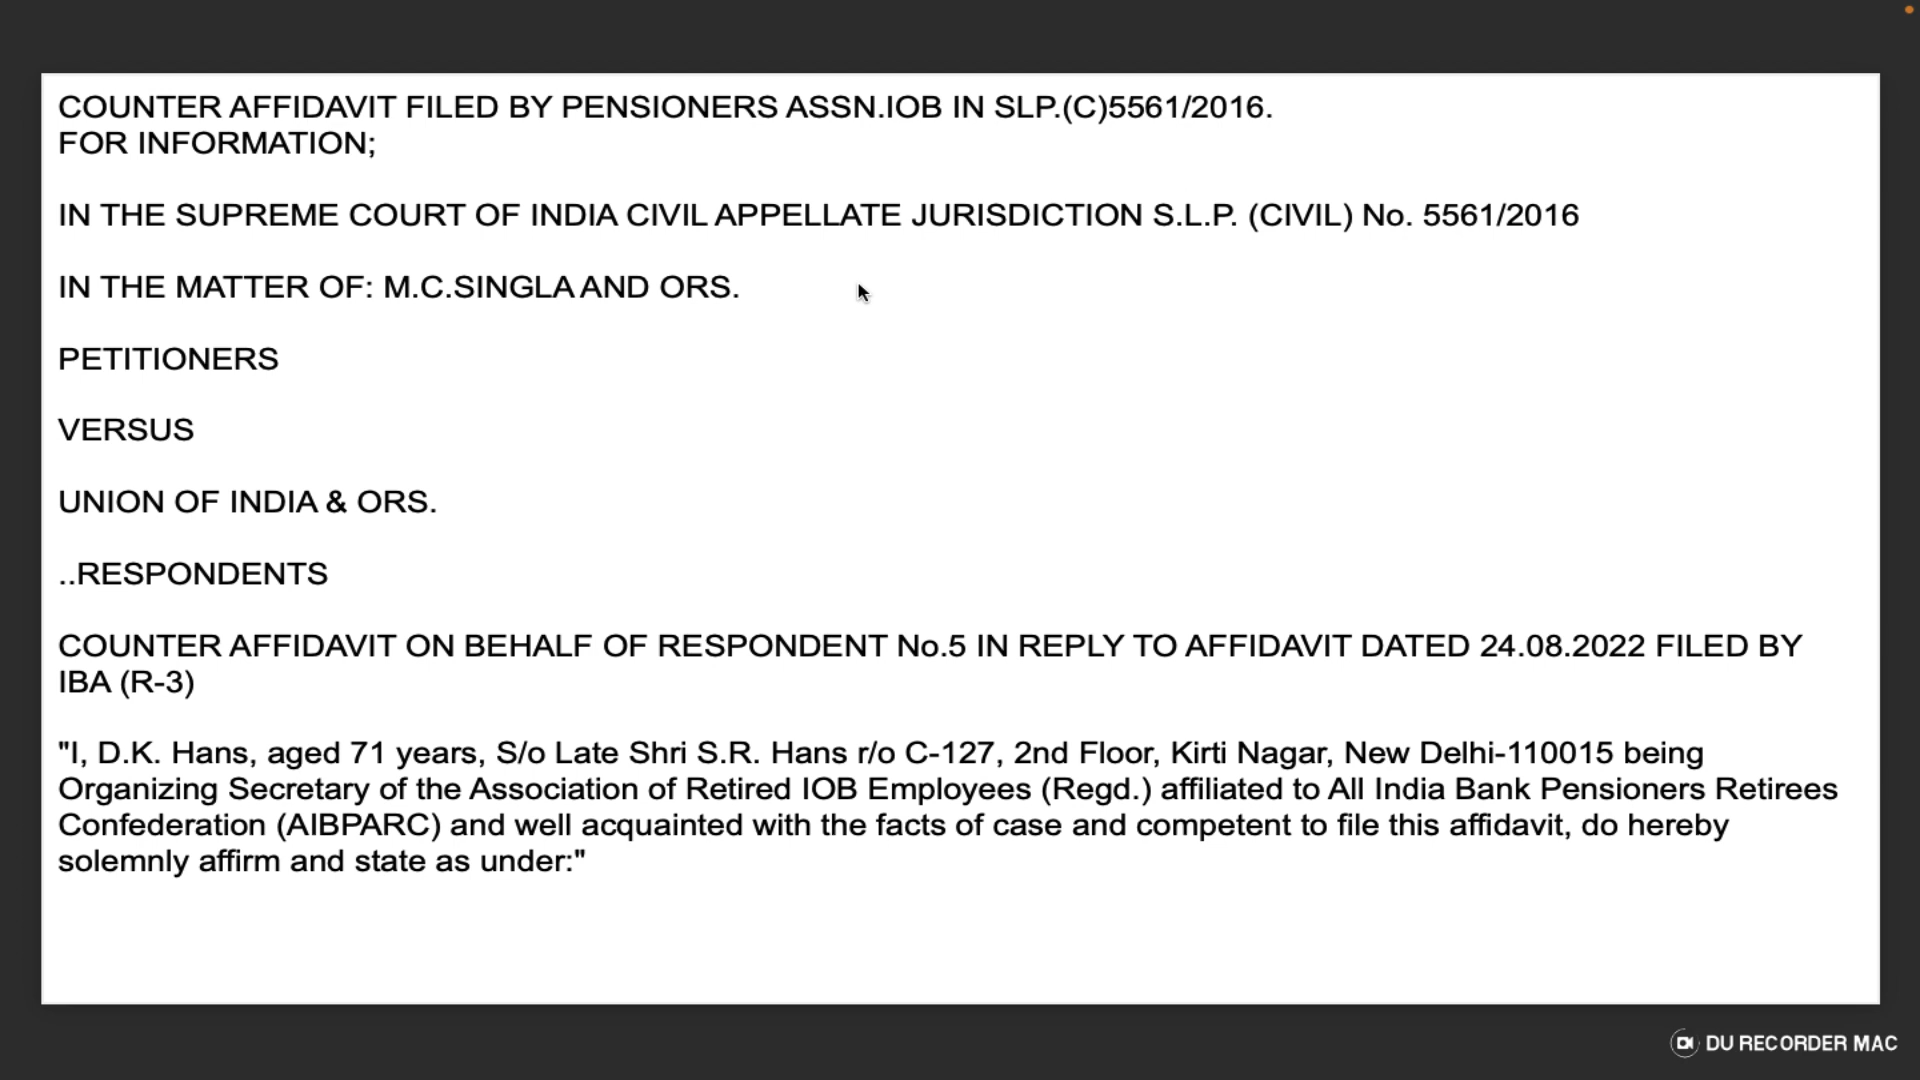 COUNTER AFFIDAVIT FILED BY PENSIONERS ASSN.IOB IN SLP.(C)5561/2016.
FOR INFORMATION;
IN THE SUPREME COURT OF INDIA CIVIL APPELLATE JURISDICTION S.L.P. (CIVIL) No. 5561/2016
IN THE MATTER OF: M.C.SINGLA AND ORS.
PETITIONERS
VERSUS
UNION OF INDIA & ORS.
..RESPONDENTS
COUNTER AFFIDAVIT ON BEHALF OF RESPONDENT No.5 IN REPLY TO AFFIDAVIT DATED 24.08.2022 FILED BY
IBA (R-3)
"I, D.K. Hans, aged 71 years, S/o Late Shri S.R. Hans r/o C-127, 2nd Floor, Kirti Nagar, New Delhi-110015 being
Organizing Secretary of the Association of Retired IOB Employees (Regd.) affiliated to All India Bank Pensioners Retirees
Confederation (AIBPARC) and well acquainted with the facts of case and competent to file this affidavit, do hereby
solemnly affirm and state as under:"
DU RECORDER MAC